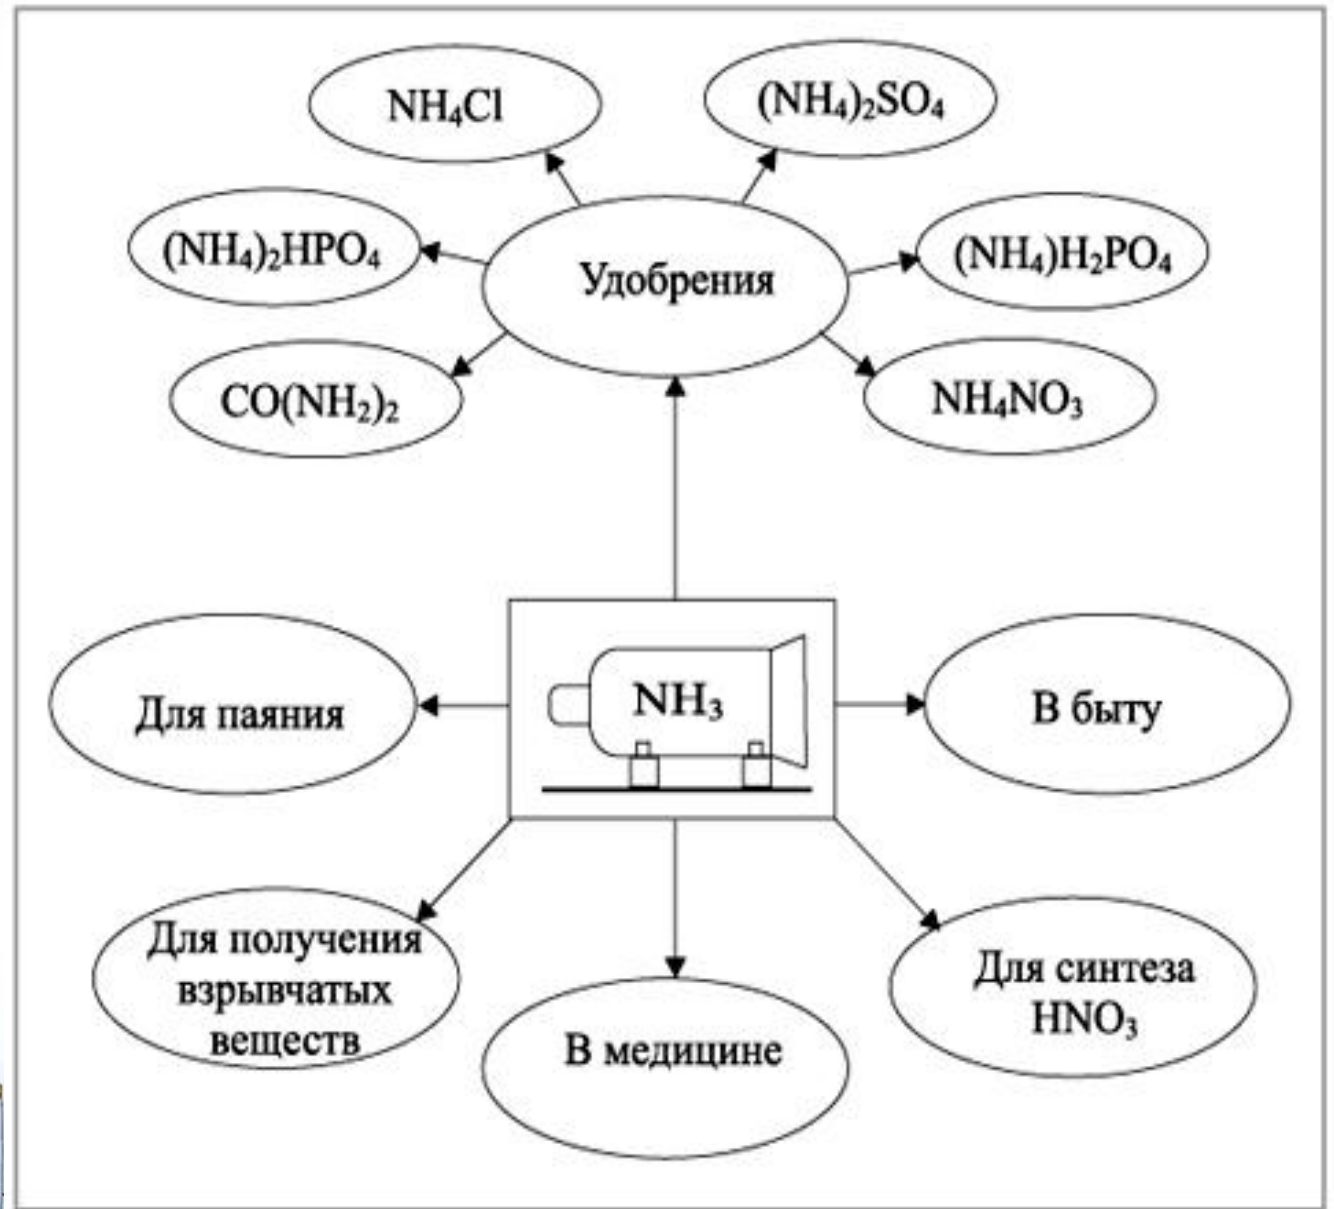 NH₄Cl
(NH₄)₂SO₄
(NH₄)₂HPO₄
Удобрения
(NH₄)H₂PO₄
CO(NH₂)₂
NH₄NO₃
Для паяния
NH₃
В быту
Для получения
взрывчатых
веществ
В медицине
Для синтеза
HNO₃